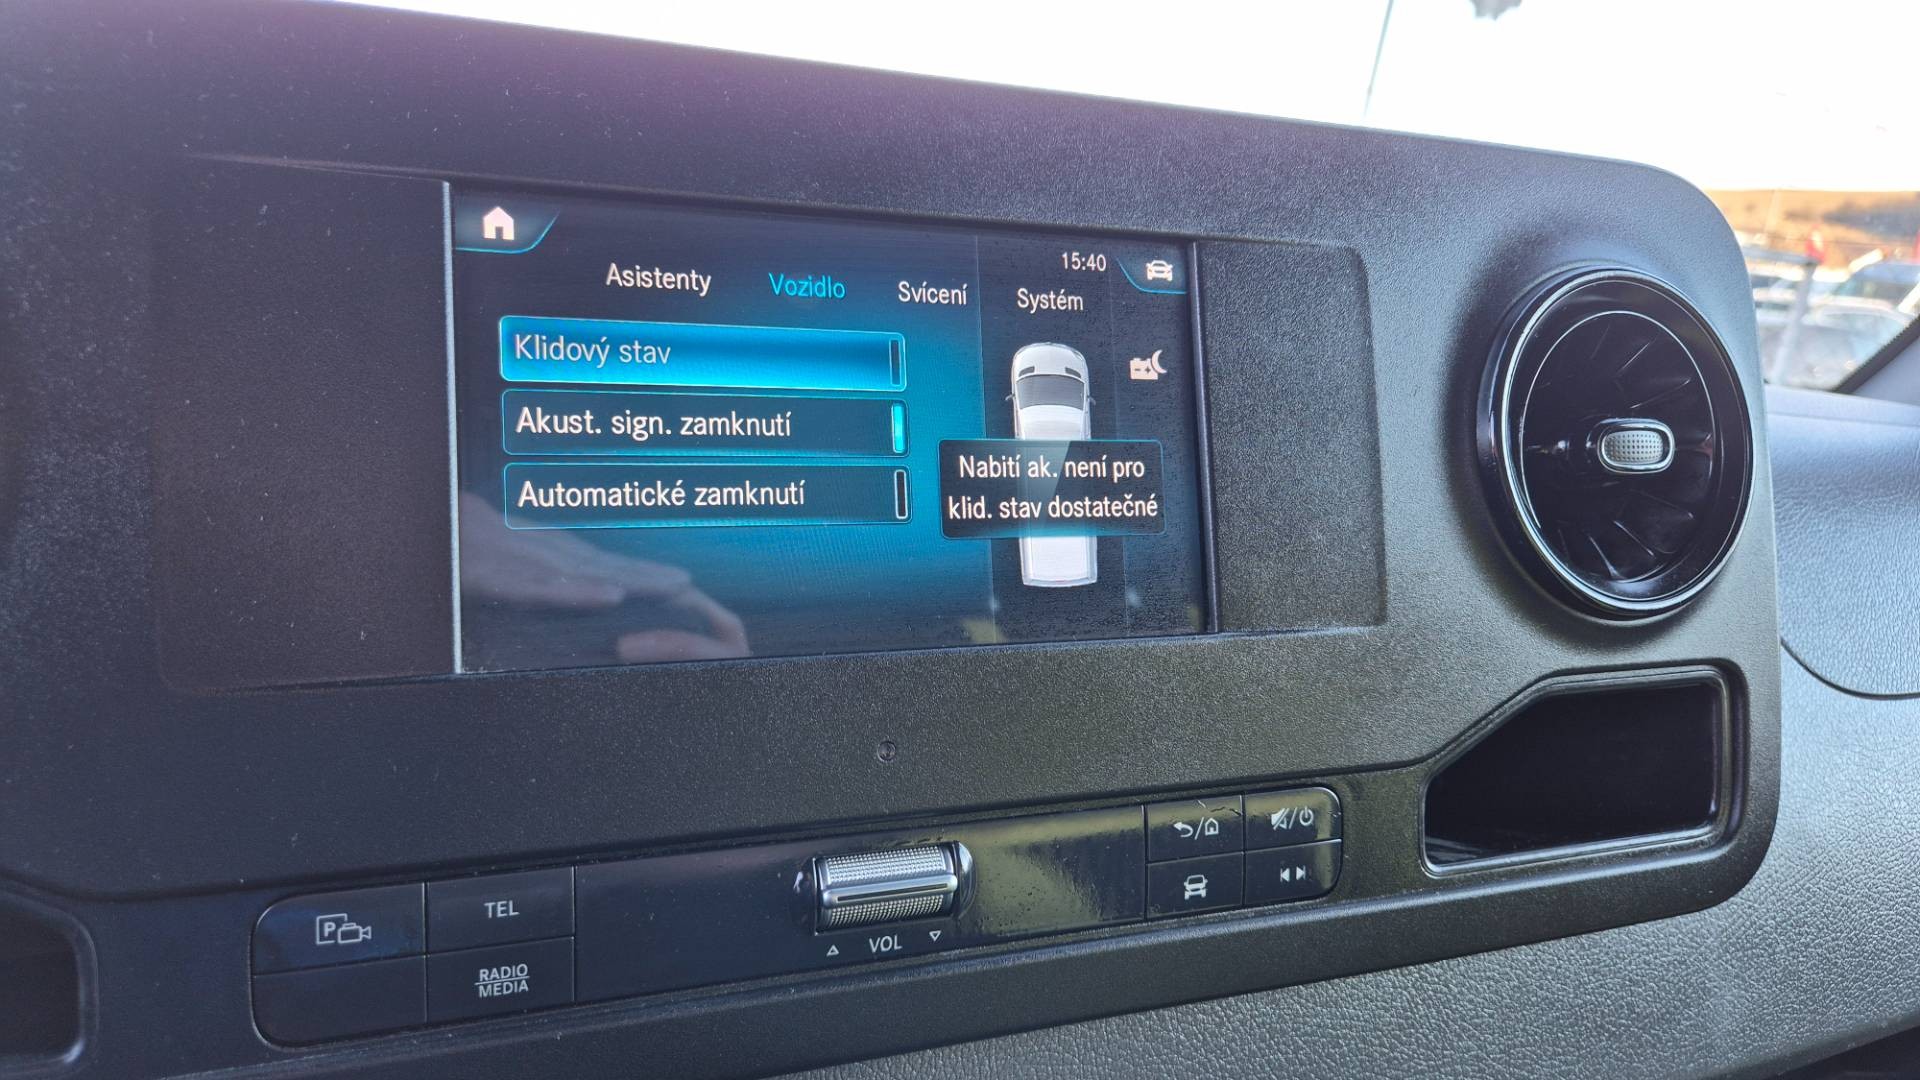 15:40
Asistenty Vozidlo Svícení Systém
Klidový stav
Akust. sign. zamknutí
Automatické zamknutí
Nabití ak. není pro
klid. stav dostatečné
P
TEL
RADIO
MEDIA
VOL